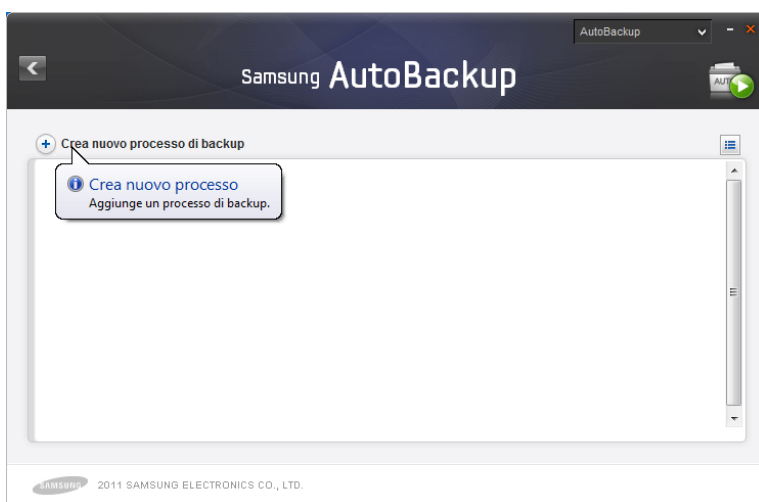 AutoBackup
Samsung AutoBackup
AUTO
Crea nuovo processo di backup
Crea nuovo processo
Aggiunge un processo di backup.
SAMSUNG 2011 SAMSUNG ELECTRONICS CO., LTD.